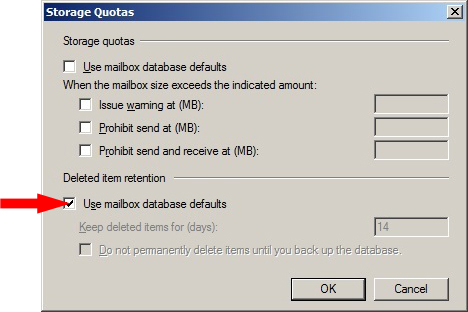 Storage Quotas
Storage quotas
Use mailbox database defaults
When the mailbox size exceeds the indicated amount:
Issue warning at (MB):
Prohibit send at (MB):
Prohibit send and receive at (MB):
Deleted item retention
Use mailbox database defaults
Keep deleted items for (days): 14
Do not permanently delete items until you back up the database.
OK Cancel